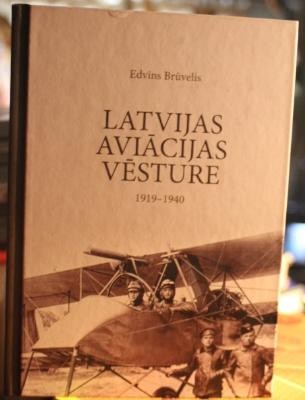 Edvīns Brūvelis
LATVIJAS
AVIĀCIJAS
VĒSTURE
1919–1940